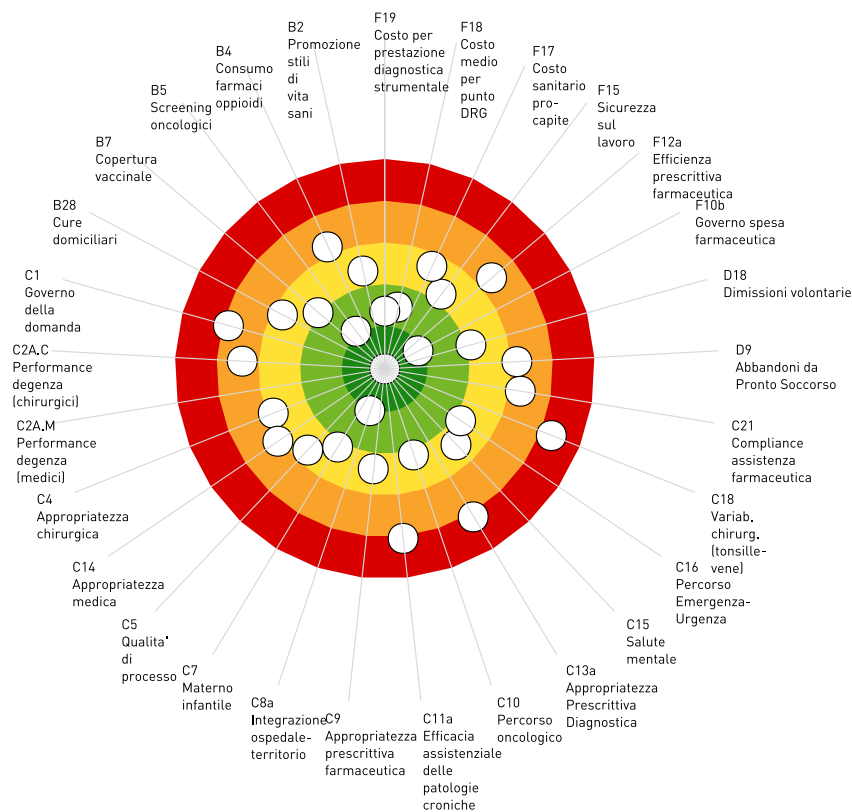 F19
Costo per
prestazione
diagnostica
strumentale
F18
Costo
medio
per
punto
DRG
F17
Costo
sanitario
pro-
capite
F15
Sicurezza
sul
lavoro
F12a
Efficienza
prescrittiva
farmaceutica
F10b
Governo spesa
farmaceutica
D18
Dimissioni volontarie
D9
Abbandoni da
Pronto Soccorso
C21
Compliance
assistenza
farmaceutica
C18
Variab.
chirurg.
(tonsille-
vene)
C16
Percorso
Emergenza-
Urgenza
C15
Salute
mentale
C13a
Appropriatezza
Prescrittiva
Diagnostica
C10
Percorso
oncologico
C11a
Efficacia
assistenziale
delle
patologie
croniche
C9
Appropriatezza
prescrittiva
farmaceutica
C8a
Integrazione
ospedale-
territorio
C7
Materno
infantile
C5
Qualita'
di
processo
C14
Appropriatezza
medica
C4
Appropriatezza
chirurgica
C2A.M
Performance
degenza
(medici)
C2A.C
Performance
degenza
(chirurgici)
C1
Governo
della
domanda
B28
Cure
domiciliari
B7
Copertura
vaccinale
B5
Screening
oncologici
B4
Consumo
farmaci
oppioidi
B2
Promozione
stili
di
vita
sani